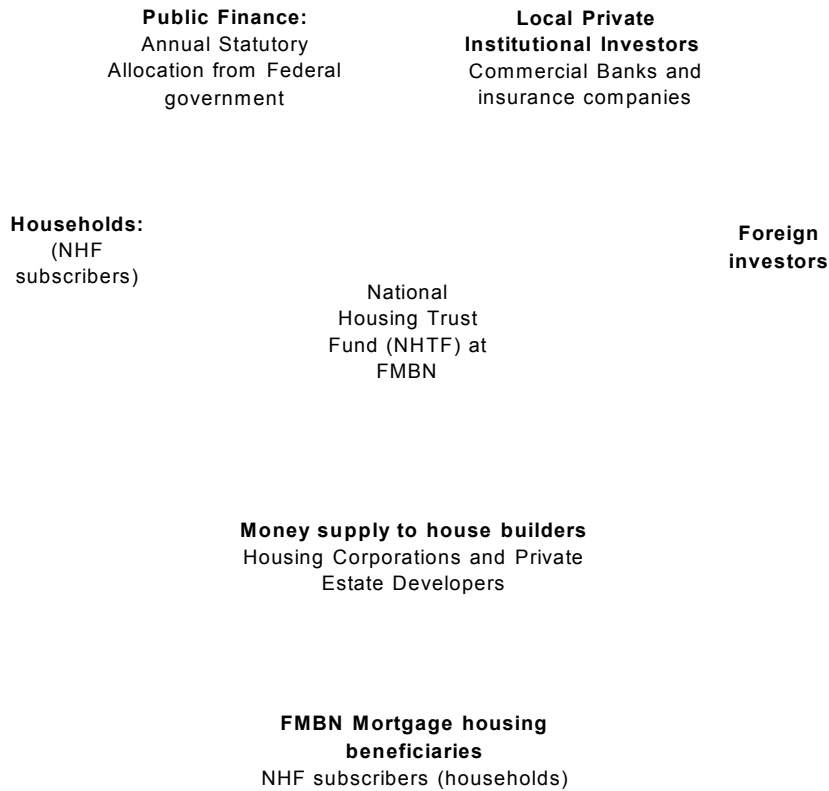 Public Finance:
Annual Statutory
Allocation from Federal
government
Local Private
Institutional Investors
Commercial Banks and
insurance companies
Households:
(NHF
subscribers)
Foreign
investors
National
Housing Trust
Fund (NHTF) at
FMBN
Money supply to house builders
Housing Corporations and Private
Estate Developers
FMBN Mortgage housing
beneficiaries
NHF subscribers (households)